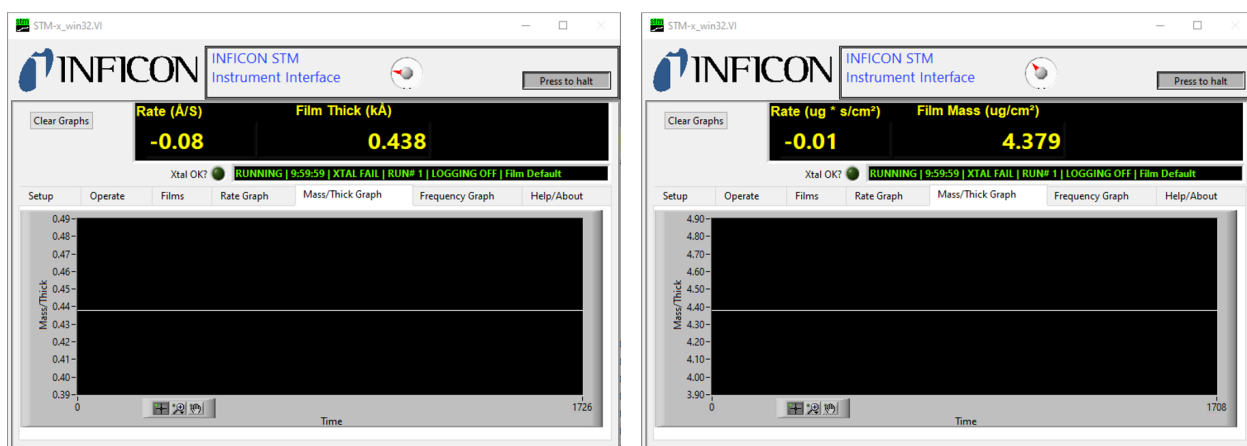 STM-x_win32.VI
INFICON
INFICON STM
Instrument Interface
Press to halt
Clear Graphs
Rate (Å/S) Film Thick (kÅ)
-0.08 0.438
Xtal OK? RUNNING | 9:59:59 | XTAL FAIL | RUN# 1 | LOGGING OFF | Film Default
Setup Operate Films Rate Graph Mass/Thick Graph Frequency Graph Help/About
Mass/Thick
0.49
0.48
0.47
0.46
0.45
0.44
0.43
0.42
0.41
0.40
0.39
0 1726
Time
STM-x_win32.VI
INFICON
INFICON STM
Instrument Interface
Press to halt
Clear Graphs
Rate (ug * s/cm²) Film Mass (ug/cm²)
-0.01 4.379
Xtal OK? RUNNING | 9:59:59 | XTAL FAIL | RUN# 1 | LOGGING OFF | Film Default
Setup Operate Films Rate Graph Mass/Thick Graph Frequency Graph Help/About
Mass/Thick
4.90
4.80
4.70
4.60
4.50
4.40
4.30
4.20
4.10
4.00
3.90
0 1708
Time